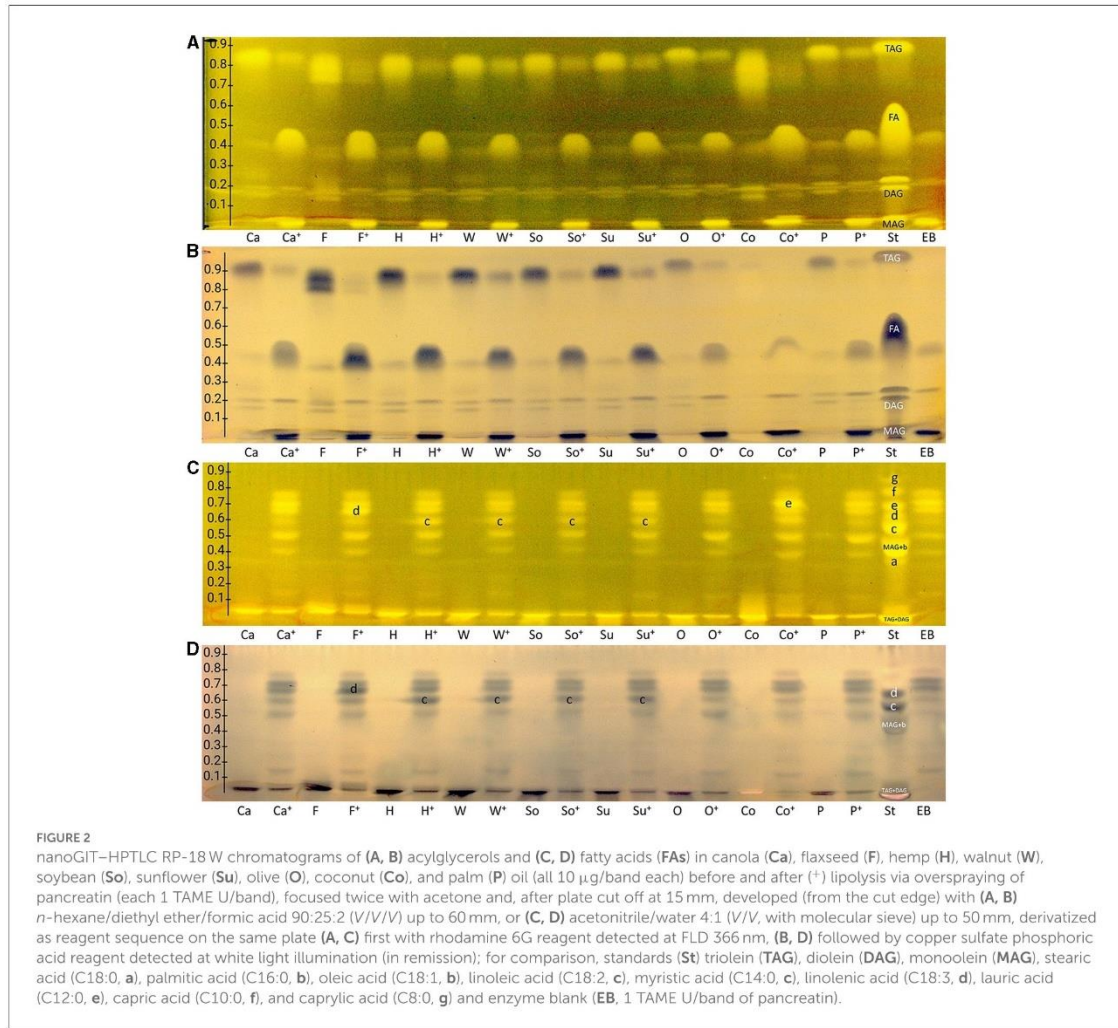 A
0.9
0.8
0.7
0.6
0.5
0.4
0.3
0.2
0.1
TAG
FA
DAG
MAG
Ca Ca⁺ F F⁺ H H⁺ W W⁺ So So⁺ Su Su⁺ O O⁺ Co Co⁺ P P⁺ St EB
B
0.9
0.8
0.7
0.6
0.5
0.4
0.3
0.2
0.1
TAG
FA
DAG
MAG
Ca Ca⁺ F F⁺ H H⁺ W W⁺ So So⁺ Su Su⁺ O O⁺ Co Co⁺ P P⁺ St EB
C
0.9
0.8
0.7
0.6
0.5
0.4
0.3
0.2
0.1
d c c c c e
g
f
e
d
c
MAG+b
a
TAG+DAG
Ca Ca⁺ F F⁺ H H⁺ W W⁺ So So⁺ Su Su⁺ O O⁺ Co Co⁺ P P⁺ St EB
D
0.9
0.8
0.7
0.6
0.5
0.4
0.3
0.2
0.1
d c c c c
d
c
MAG+b
TAG+DAG
Ca Ca⁺ F F⁺ H H⁺ W W⁺ So So⁺ Su Su⁺ O O⁺ Co Co⁺ P P⁺ St EB
FIGURE 2
nanoGIT–HPTLC RP-18 W chromatograms of (A, B) acylglycerols and (C, D) fatty acids (FAs) in canola (Ca), flaxseed (F), hemp (H), walnut (W),
soybean (So), sunflower (Su), olive (O), coconut (Co), and palm (P) oil (all 10 µg/band each) before and after (⁺) lipolysis via overspraying of
pancreatin (each 1 TAME U/band), focused twice with acetone and, after plate cut off at 15 mm, developed (from the cut edge) with (A, B)
n-hexane/diethyl ether/formic acid 90:25:2 (V/V/V) up to 60 mm, or (C, D) acetonitrile/water 4:1 (V/V, with molecular sieve) up to 50 mm, derivatized
as reagent sequence on the same plate (A, C) first with rhodamine 6G reagent detected at FLD 366 nm, (B, D) followed by copper sulfate phosphoric
acid reagent detected at white light illumination (in remission); for comparison, standards (St) triolein (TAG), diolein (DAG), monoolein (MAG), stearic
acid (C18:0, a), palmitic acid (C16:0, b), oleic acid (C18:1, b), linoleic acid (C18:2, c), myristic acid (C14:0, c), linolenic acid (C18:3, d), lauric acid
(C12:0, e), capric acid (C10:0, f), and caprylic acid (C8:0, g) and enzyme blank (EB, 1 TAME U/band of pancreatin).